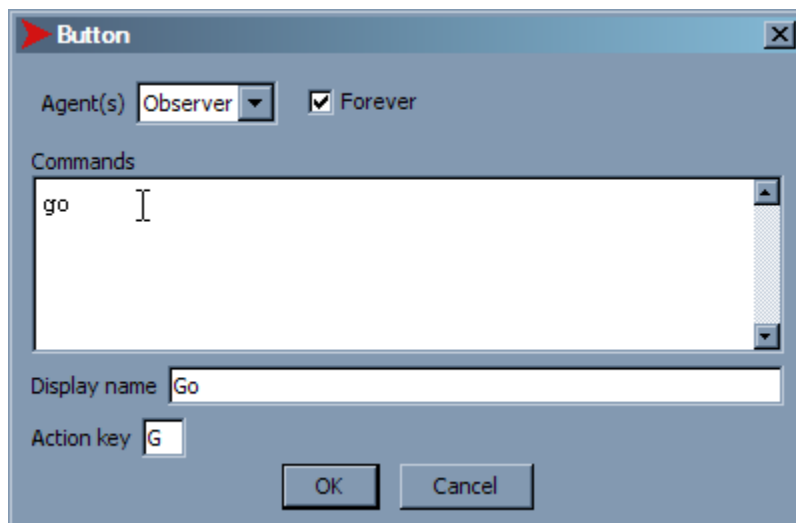 Button
Agent(s) Observer Forever
Commands
go
Display name Go
Action key G
OK Cancel